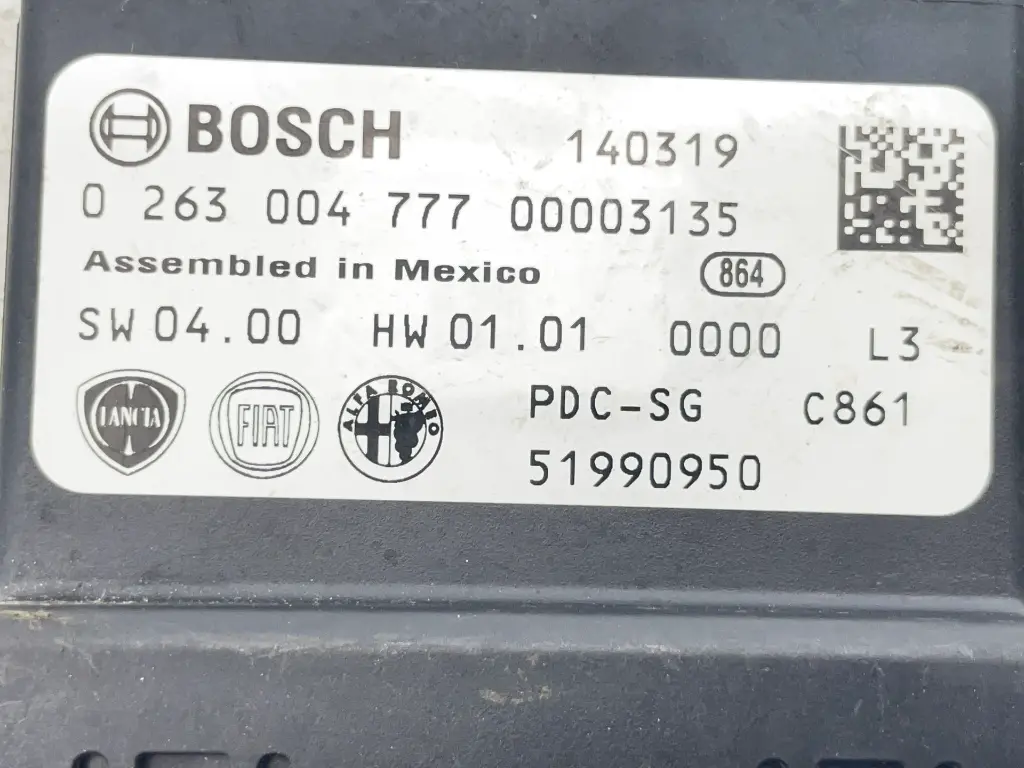 BOSCH 140319
0 263 004 777 00003135
Assembled in Mexico 864
SW 04.00 HW 01.01 0000 L3
LANCIA FIAT ALFA ROMEO PDC-SG C861
51990950